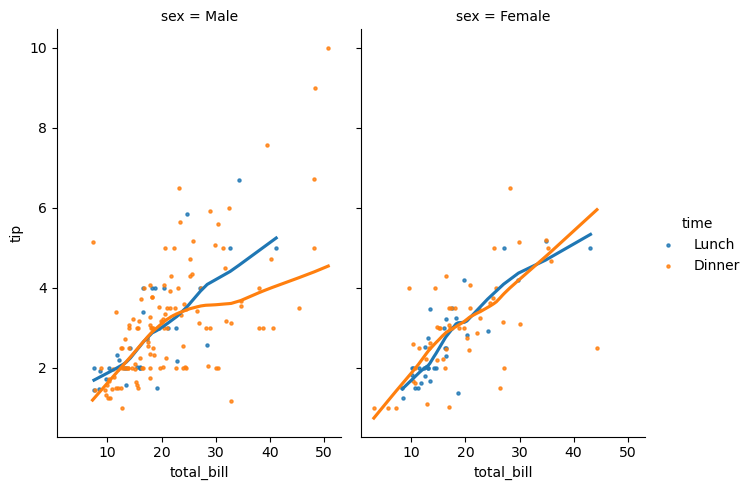 sex = Male
sex = Female
10
8
6
4
2
tip
10 20 30 40 50
10 20 30 40 50
total_bill
total_bill
time
Lunch
Dinner